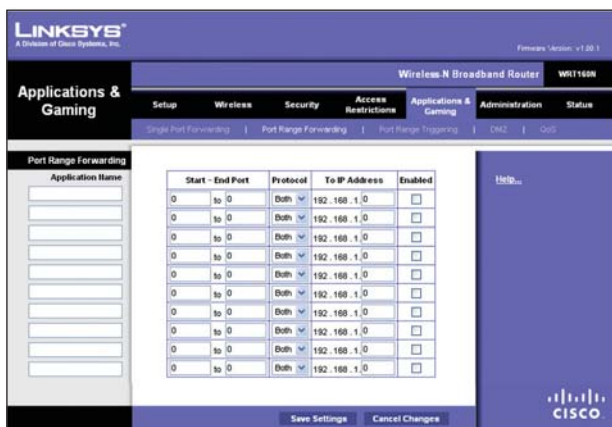 LINKSYS®
A Division of Cisco Systems, Inc.
Firmware Version: v1.00.1
Wireless-N Broadband Router WRT160N
Applications & Gaming
Setup Wireless Security Access Restrictions Applications & Gaming Administration Status
Single Port Forwarding | Port Range Forwarding | Port Range Triggering | DMZ | QoS
Port Range Forwarding
Application Name
Start - End Port Protocol To IP Address Enabled
Help...
0 to 0 Both 192.168.1.0
0 to 0 Both 192.168.1.0
0 to 0 Both 192.168.1.0
0 to 0 Both 192.168.1.0
0 to 0 Both 192.168.1.0
0 to 0 Both 192.168.1.0
0 to 0 Both 192.168.1.0
0 to 0 Both 192.168.1.0
0 to 0 Both 192.168.1.0
0 to 0 Both 192.168.1.0
Save Settings Cancel Changes
CISCO